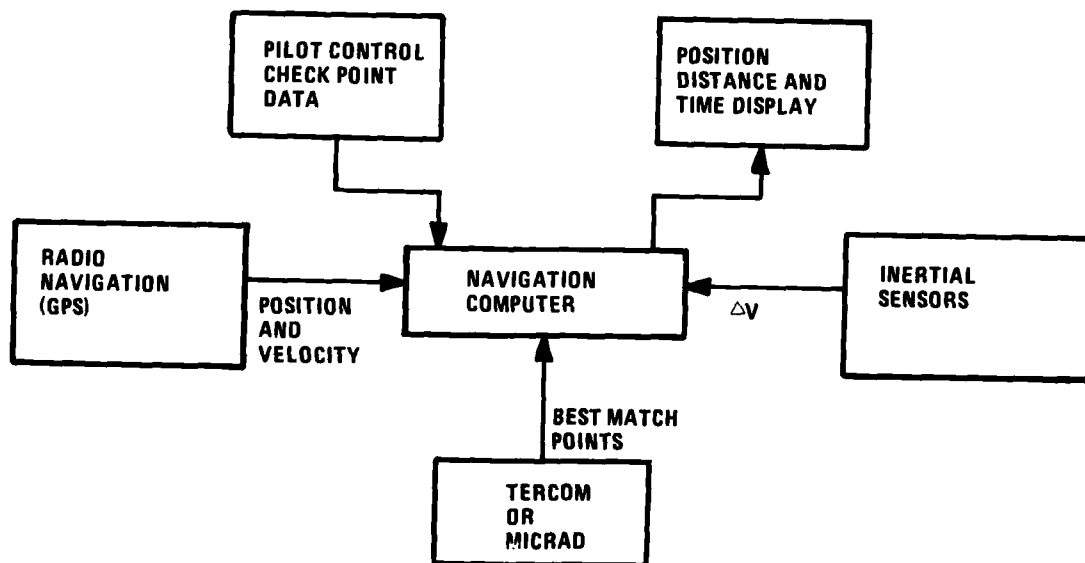 PILOT CONTROL
CHECK POINT
DATA
POSITION
DISTANCE AND
TIME DISPLAY
RADIO
NAVIGATION
(GPS)
POSITION
AND
VELOCITY
NAVIGATION
COMPUTER
△V
INERTIAL
SENSORS
BEST MATCH
POINTS
TERCOM
OR
MICRAD